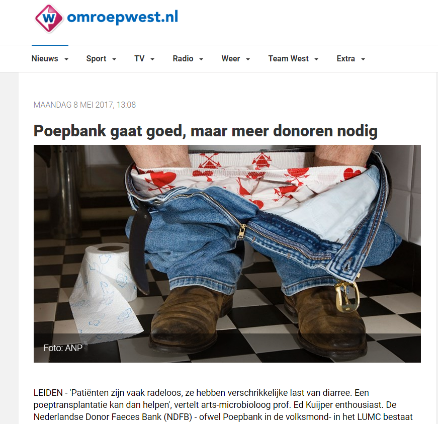 W omroepwest.nl
Nieuws Sport TV Radio Weer Team West Extra
MAANDAG 8 MEI 2017, 13:08
Poepbank gaat goed, maar meer donoren nodig
Foto: ANP
LEIDEN - 'Patiënten zijn vaak radeloos, ze hebben verschrikkelijke last van diarree. Een
poeptransplantatie kan dan helpen', vertelt arts-microbioloog prof. Ed Kuijper enthousiast. De
Nederlandse Donor Faeces Bank (NDFB) - ofwel Poepbank in de volksmond- in het LUMC bestaat